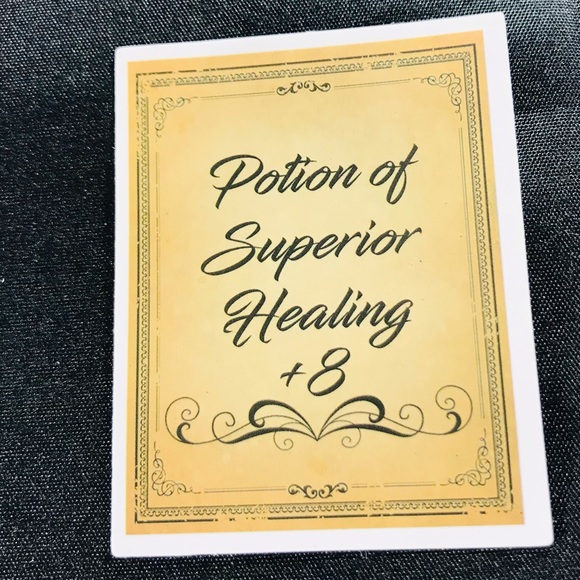 Potion of
Superior
Healing
+8